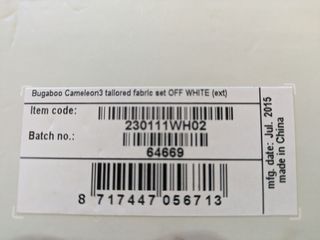 Bugaboo Cameleon3 tailored fabric set OFF WHITE (ext)
Item code:
230111WH02
Batch no.:
64669
8 717447 056713
mfg. date: Jul. 2015
made in China